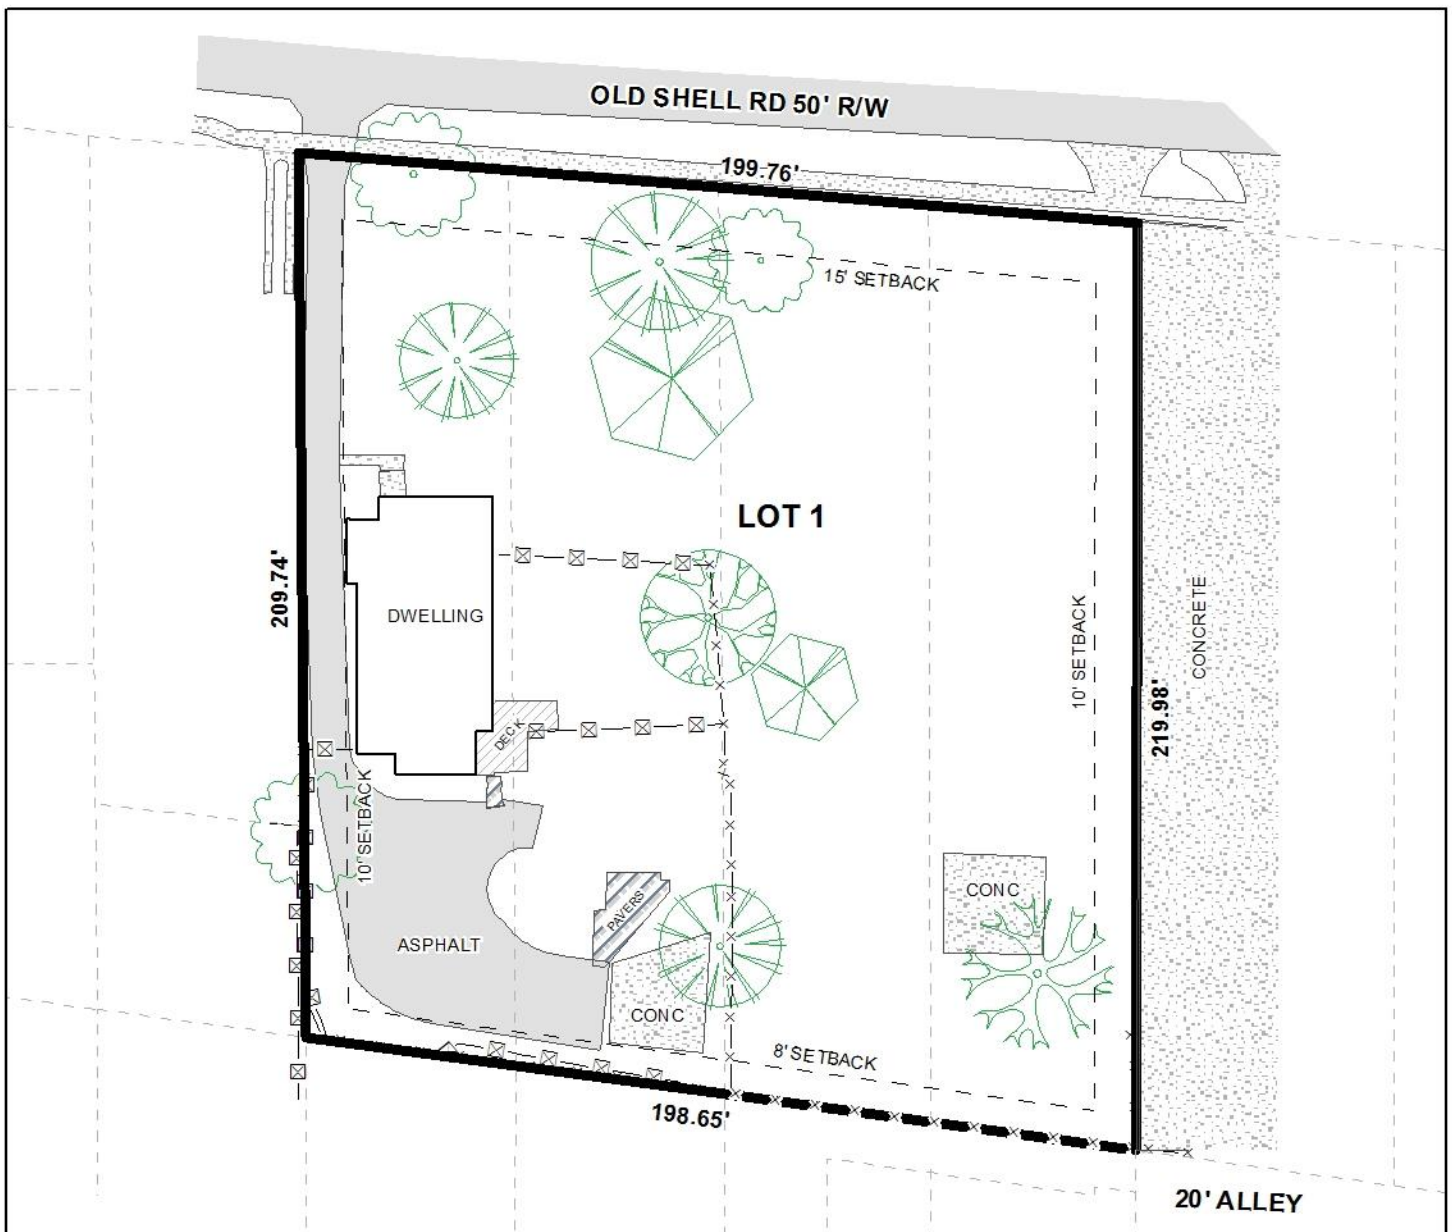 OLD SHELL RD 50' R/W
199.76'
15' SETBACK
LOT 1
209.74'
DWELLING
10' SETBACK
CONCRETE
219.98'
DECK
10' SETBACK
CONC
PAVERS
ASPHALT
CONC
8' SETBACK
198.65'
20' ALLEY